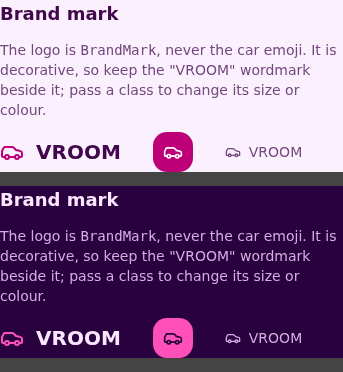 Brand mark
The logo is BrandMark, never the car emoji. It is
decorative, so keep the "VROOM" wordmark
beside it; pass a class to change its size or
colour.
VROOM VROOM
Brand mark
The logo is BrandMark, never the car emoji. It is
decorative, so keep the "VROOM" wordmark
beside it; pass a class to change its size or
colour.
VROOM VROOM